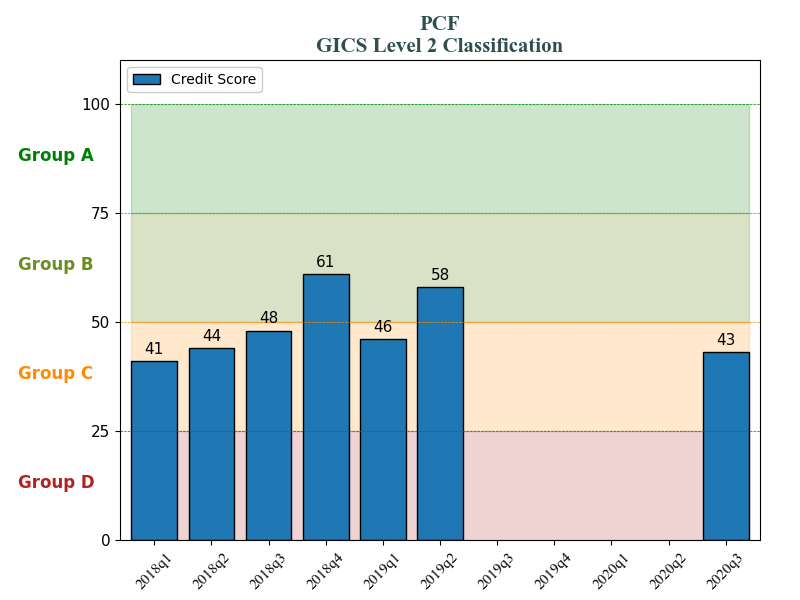 PCF
GICS Level 2 Classification
Credit Score
100
Group A
75
Group B
61
58
50
48
46
44
43
41
Group C
25
Group D
0
2018q1 2018q2 2018q3 2018q4 2019q1 2019q2 2019q3 2019q4 2020q1 2020q2 2020q3